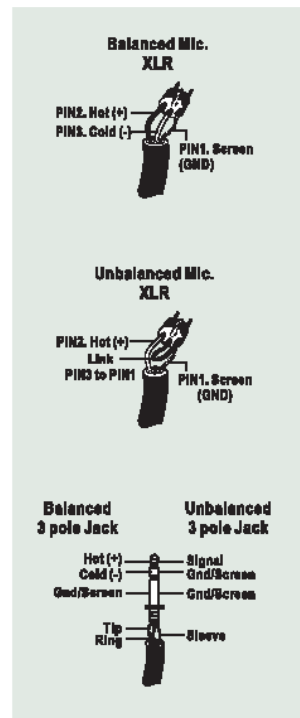 Balanced Mic.
XLR
PIN2. Hot (+)
PIN3. Cold (-)
PIN1. Screen
(GND)
Unbalanced Mic.
XLR
PIN2. Hot (+)
Link
PIN3 to PIN1
PIN1. Screen
(GND)
Balanced
3 pole Jack
Unbalanced
3 pole Jack
Hot (+)
Signal
Cold (-)
Gnd/Screen
Gnd/Screen
Gnd/Screen
Tip
Ring
Sleeve